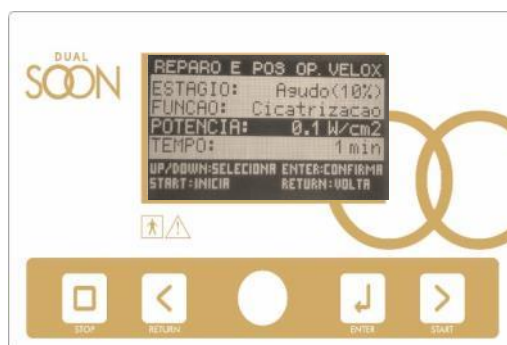 DUAL
SOON
REPARO E POS OP. VELOX
ESTAGIO: Agudo(10%)
FUNCAO: Cicatrizacao
POTENCIA: 0.1 W/cm2
TEMPO: 1 min
UP/DOWN:SELECIONA ENTER:CONFIRMA
START:INICIA RETURN:VOLTA
STOP
RETURN
ENTER
START